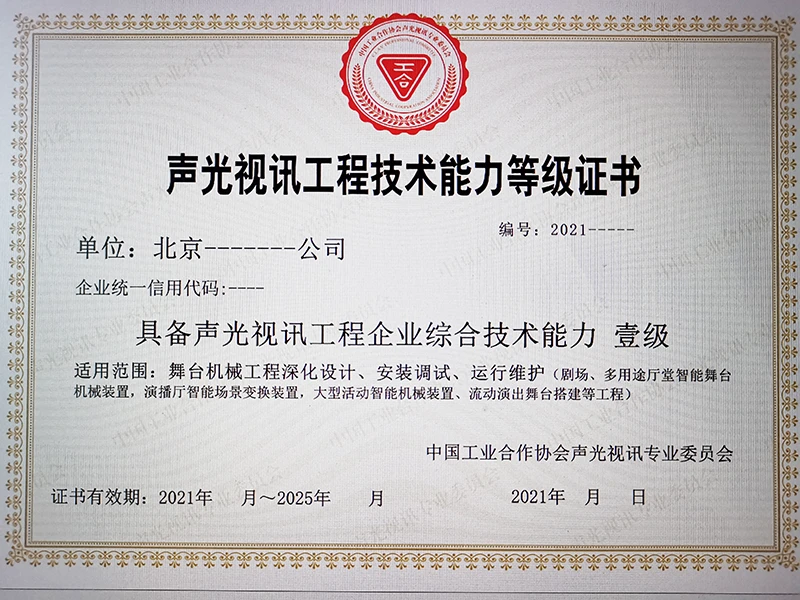 中国工业合作协会声光视讯专业委员会
工合
声光视讯工程技术能力等级证书
编号：2021-----
单位：北京-------公司
企业统一信用代码:----
具备声光视讯工程企业综合技术能力 壹级
适用范围：舞台机械工程深化设计、安装调试、运行维护（剧场、多用途厅堂智能舞台
机械装置，演播厅智能场景变换装置，大型活动智能机械装置、流动演出舞台搭建等工程）
中国工业合作协会声光视讯专业委员会
证书有效期：2021年 月～2025年 月
2021年 月 日